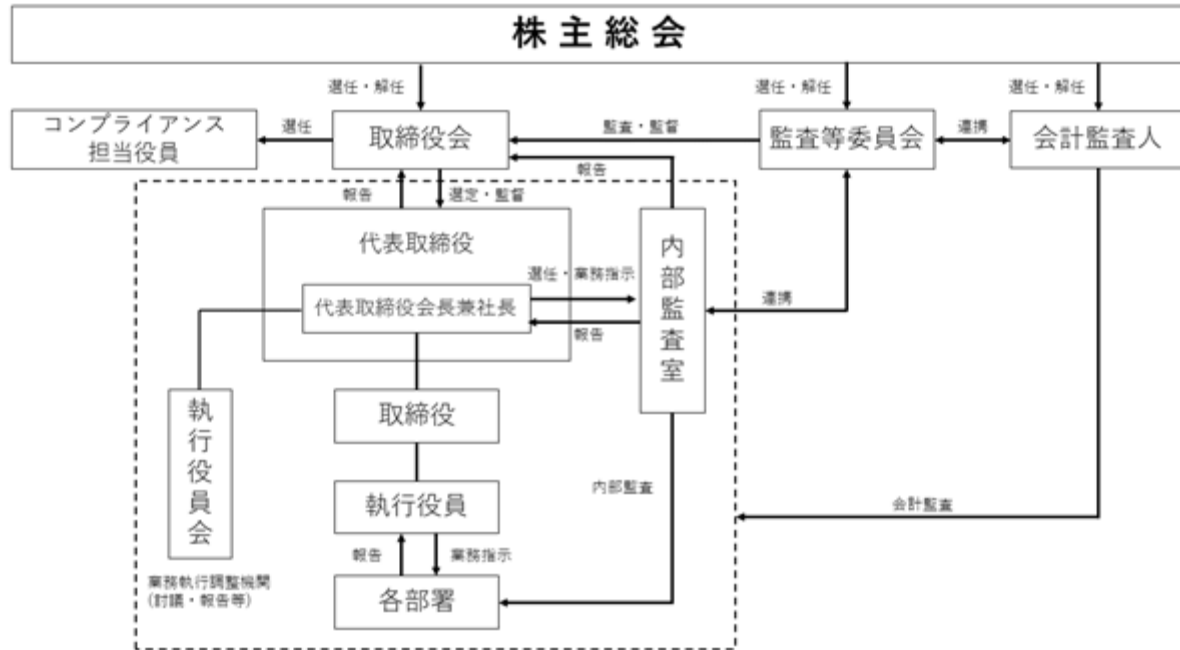 株主総会
選任・解任
選任・解任
選任・解任
コンプライアンス
担当役員
選任
取締役会
監査・監督
監査等委員会
連携
会計監査人
報告
報告
選定・監督
代表取締役
内部監査室
選任・業務指示
代表取締役会長兼社長
連携
報告
執行役員会
取締役
内部監査
執行役員
会計監査
報告
業務指示
業務執行調整機関
(討議・報告等)
各部署